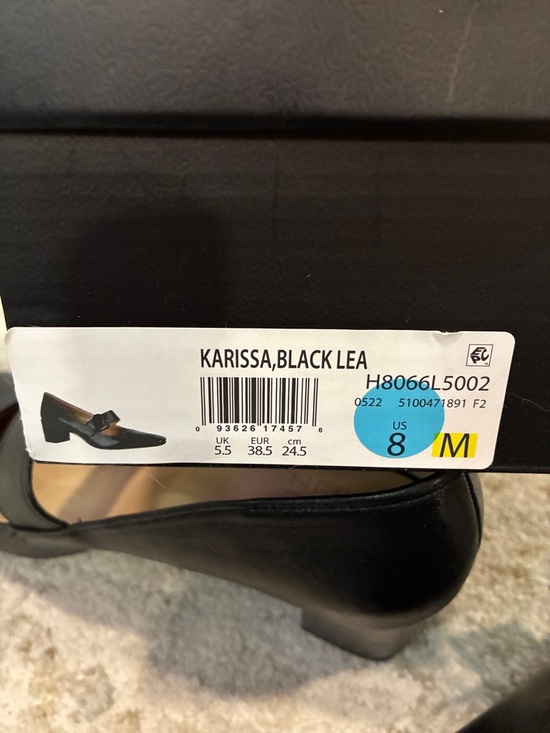 KARISSA,BLACK LEA
H8066L5002
0522 5100471891 F2
0 93626 17457 6
UK EUR cm US
5.5 38.5 24.5 8 M